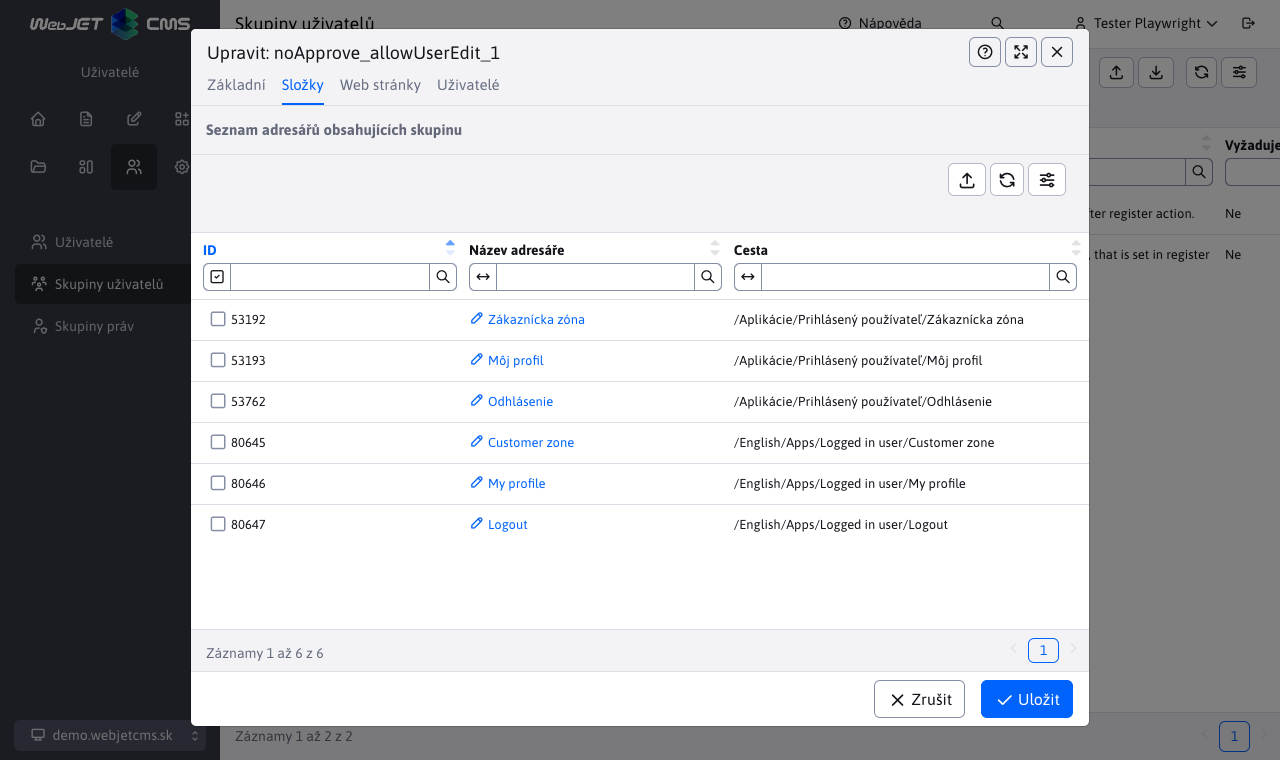 WebJET CMS
Skupiny uživatelů
Nápověda
Tester Playwright
Uživatelé
Uživatelé
Skupiny uživatelů
Skupiny práv
demo.webjetcms.sk
Upravit: noApprove_allowUserEdit_1
Základní Složky Web stránky Uživatelé
Seznam adresářů obsahujících skupinu
ID Název adresáře Cesta
53192 Zákaznícka zóna /Aplikácie/Prihlásený používateľ/Zákaznícka zóna
53193 Môj profil /Aplikácie/Prihlásený používateľ/Môj profil
53762 Odhlásenie /Aplikácie/Prihlásený používateľ/Odhlásenie
80645 Customer zone /English/Apps/Logged in user/Customer zone
80646 My profile /English/Apps/Logged in user/My profile
80647 Logout /English/Apps/Logged in user/Logout
Záznamy 1 až 6 z 6
1
Zrušit Uložit
Vyžaduje
ter register action. Ne
, that is set in register Ne
Záznamy 1 až 2 z 2
1